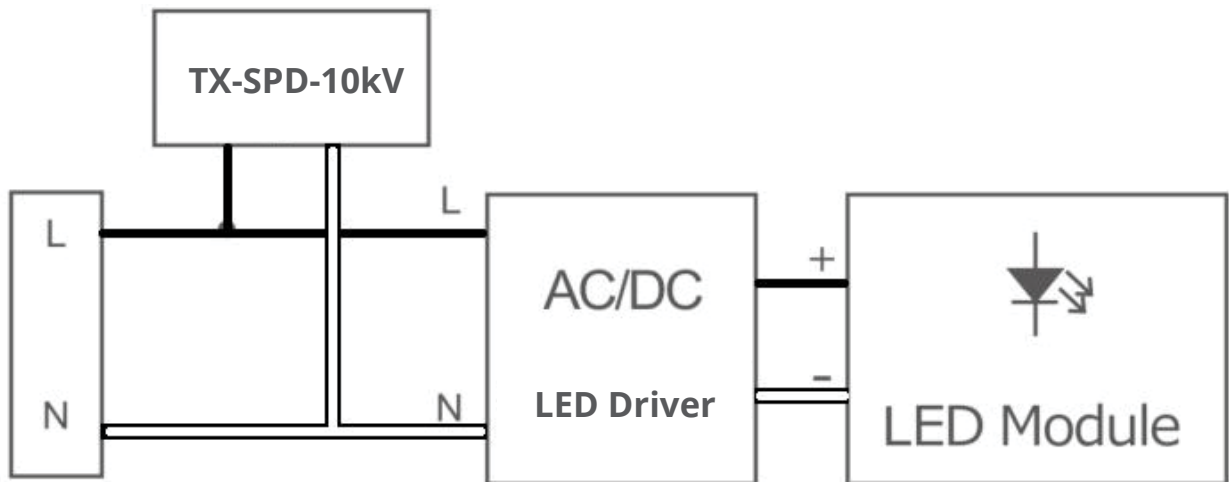 TX-SPD-10kV
L
L
N
N
AC/DC
LED Driver
+
-
LED Module